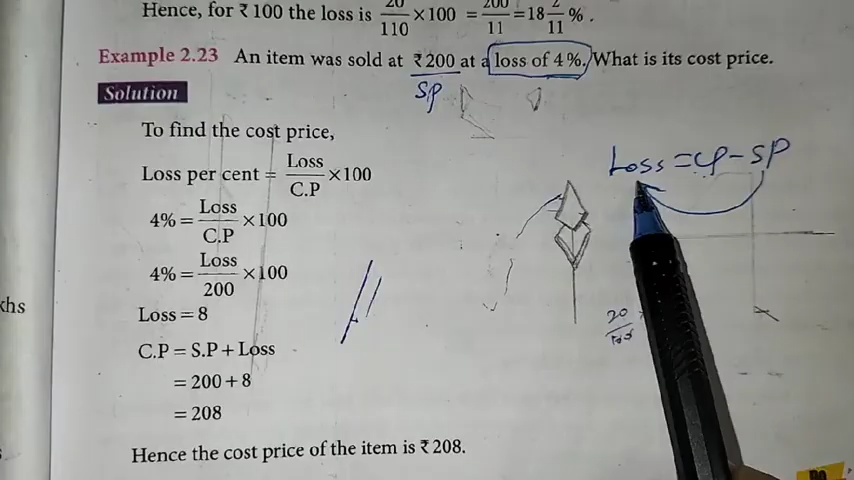 Hence, for ₹100 the loss is 20/110 ×100 = 200/11 = 18 2/11 % .
Example 2.23 An item was sold at ₹200 at a loss of 4%. What is its cost price.
SP
Solution
To find the cost price,
Loss per cent = Loss/C.P ×100
Loss = CP - SP
4% = Loss/C.P ×100
4% = Loss/200 ×100
Loss = 8
20/100
C.P = S.P + Loss
= 200 + 8
= 208
Hence the cost price of the item is ₹208.